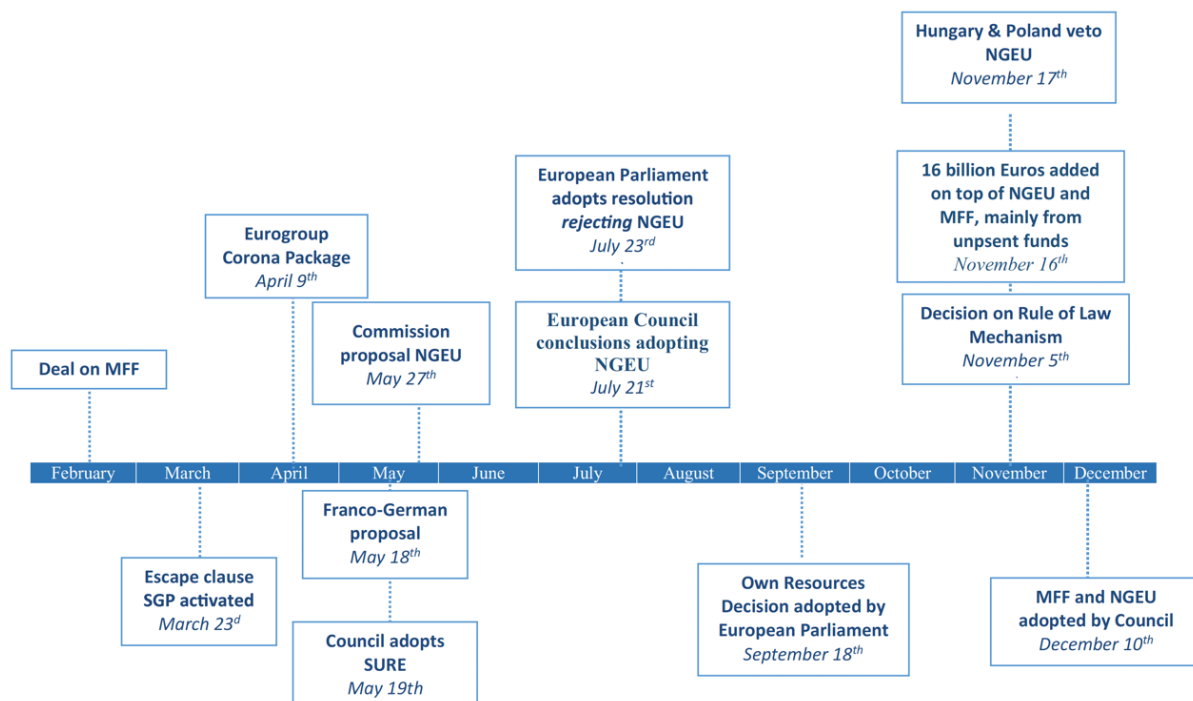 Hungary & Poland veto
NGEU
November 17th
European Parliament
adopts resolution
rejecting NGEU
July 23rd
16 billion Euros added
on top of NGEU and
MFF, mainly from
unpsent funds
November 16th
Eurogroup
Corona Package
April 9th
Commission
proposal NGEU
May 27th
European Council
conclusions adopting
NGEU
July 21st
Decision on Rule of Law
Mechanism
November 5th
Deal on MFF
February March April May June July August September October November December
Franco-German
proposal
May 18th
Escape clause
SGP activated
March 23d
Council adopts
SURE
May 19th
Own Resources
Decision adopted by
European Parliament
September 18th
MFF and NGEU
adopted by Council
December 10th